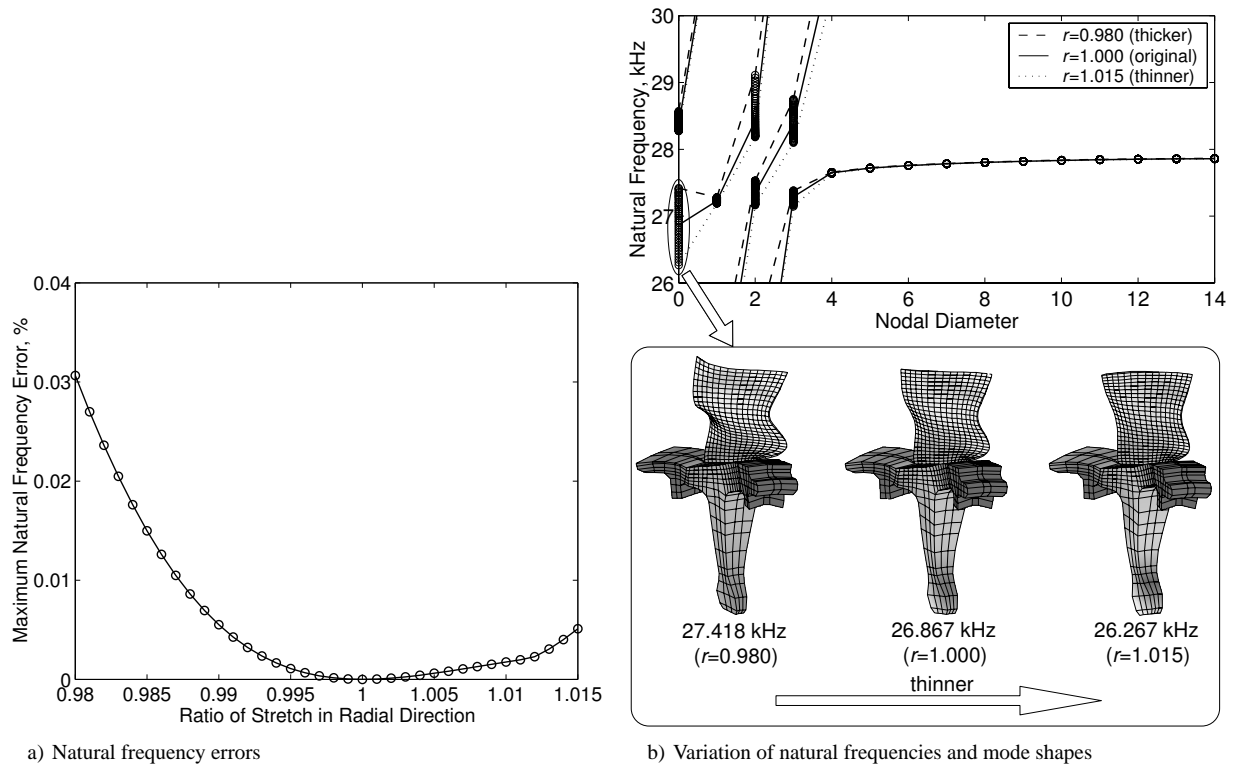 0.04
0.03
0.02
0.01
0
0.98
0.985
0.99
0.995
1
1.005
1.01
1.015
Maximum Natural Frequency Error, %
Ratio of Stretch in Radial Direction
a) Natural frequency errors
30
29
28
27
26
0
2
4
6
8
10
12
14
Natural Frequency, kHz
Nodal Diameter
r=0.980 (thicker)
r=1.000 (original)
r=1.015 (thinner)
27.418 kHz
(r=0.980)
26.867 kHz
(r=1.000)
26.267 kHz
(r=1.015)
thinner
b) Variation of natural frequencies and mode shapes